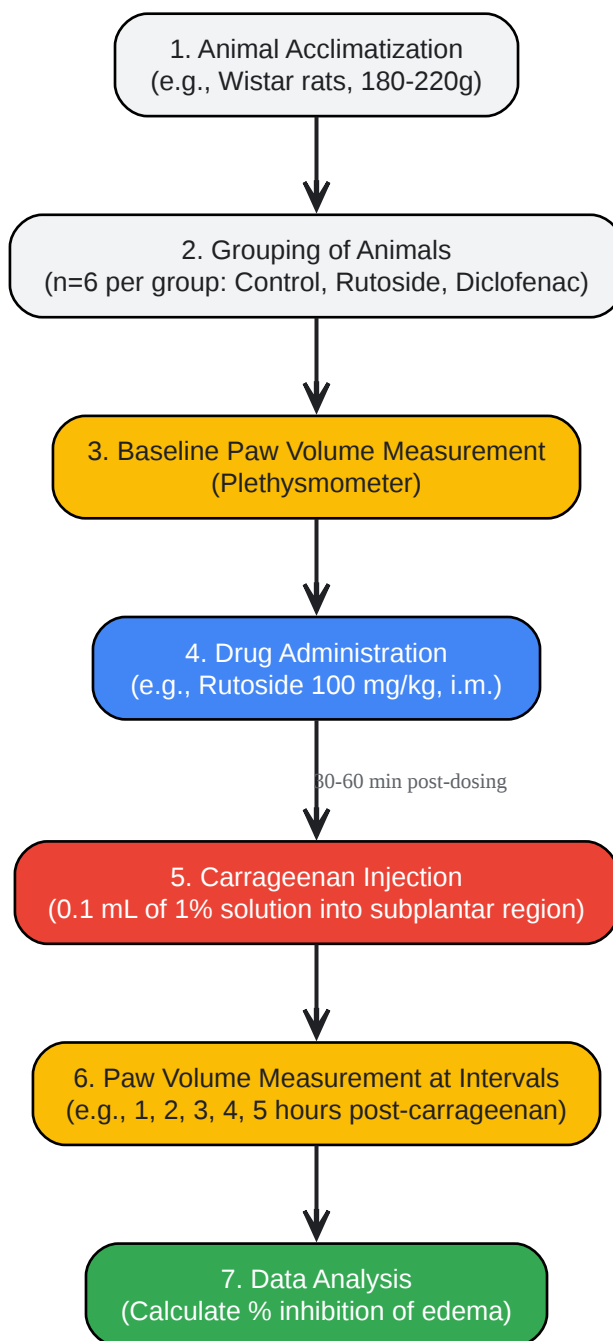 1. Animal Acclimatization
(e.g., Wistar rats, 180-220g)
2. Grouping of Animals
(n=6 per group: Control, Rutoside, Diclofenac)
3. Baseline Paw Volume Measurement
(Plethysmometer)
4. Drug Administration
(e.g., Rutoside 100 mg/kg, i.m.)
30-60 min post-dosing
5. Carrageenan Injection
(0.1 mL of 1% solution into subplantar region)
6. Paw Volume Measurement at Intervals
(e.g., 1, 2, 3, 4, 5 hours post-carrageenan)
7. Data Analysis
(Calculate % inhibition of edema)